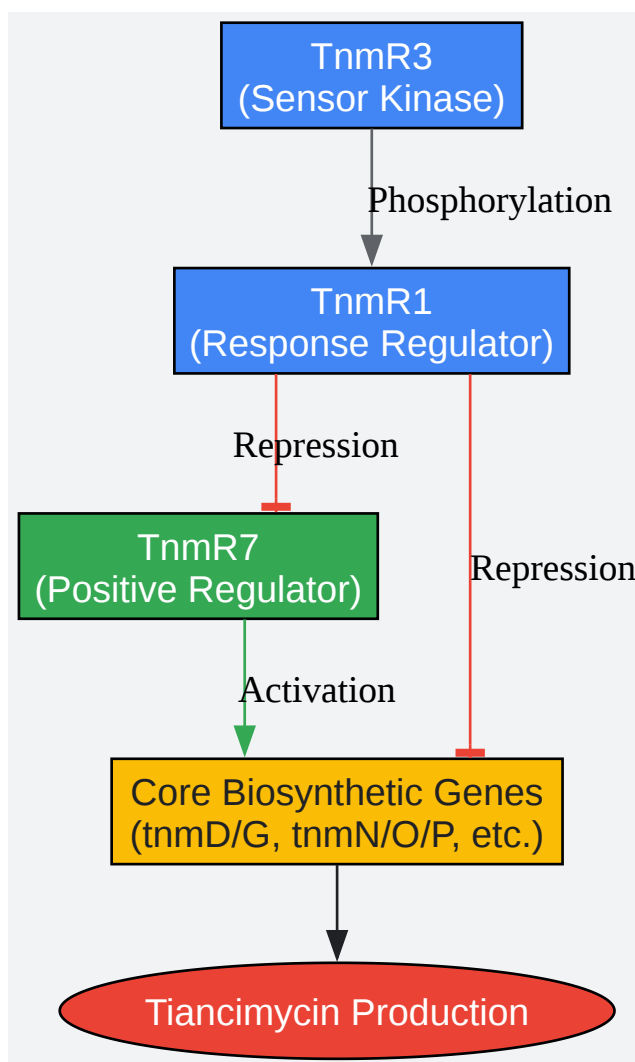 TnmR3
(Sensor Kinase)
Phosphorylation
TnmR1
(Response Regulator)
Repression
TnmR7
(Positive Regulator)
Repression
Activation
Core Biosynthetic Genes
(tnmD/G, tnmN/O/P, etc.)
Tiancimycin Production